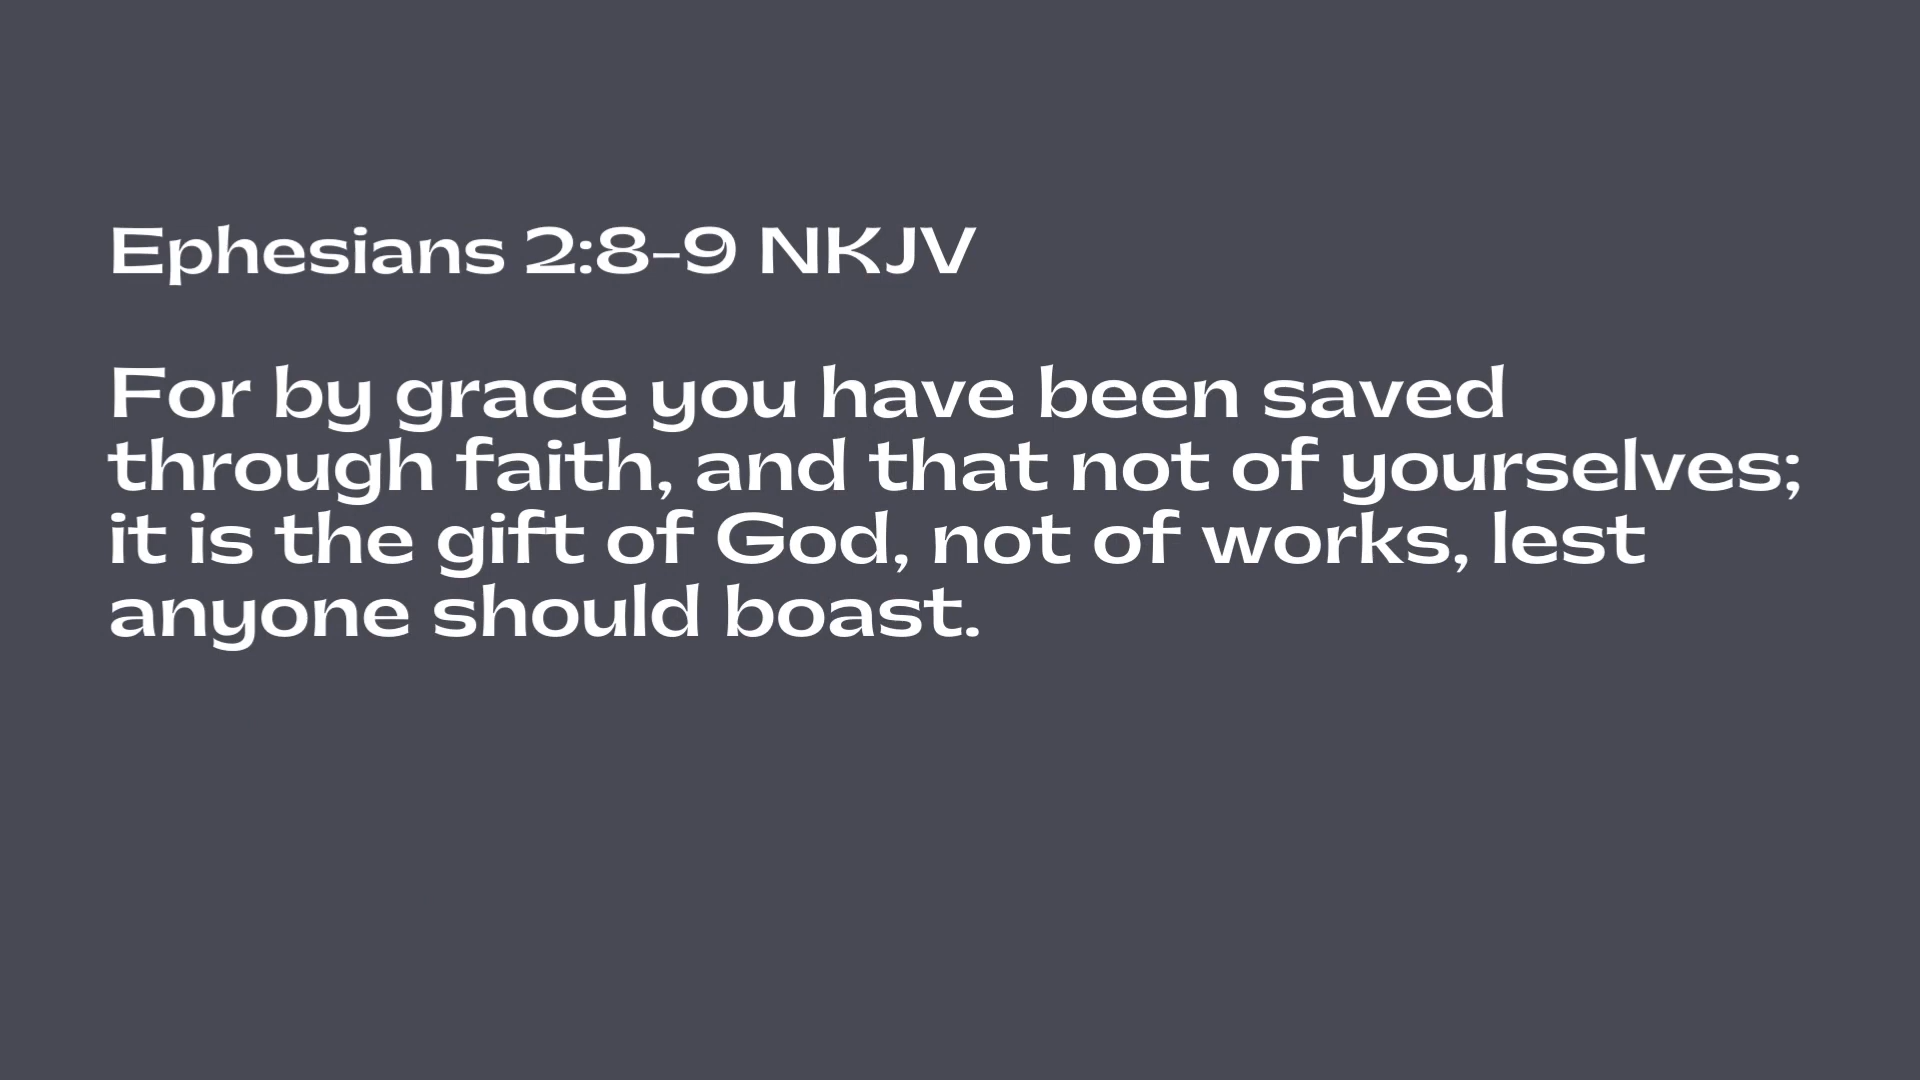 Ephesians 2:8-9 NKJV
For by grace you have been saved
through faith, and that not of yourselves;
it is the gift of God, not of works, lest
anyone should boast.